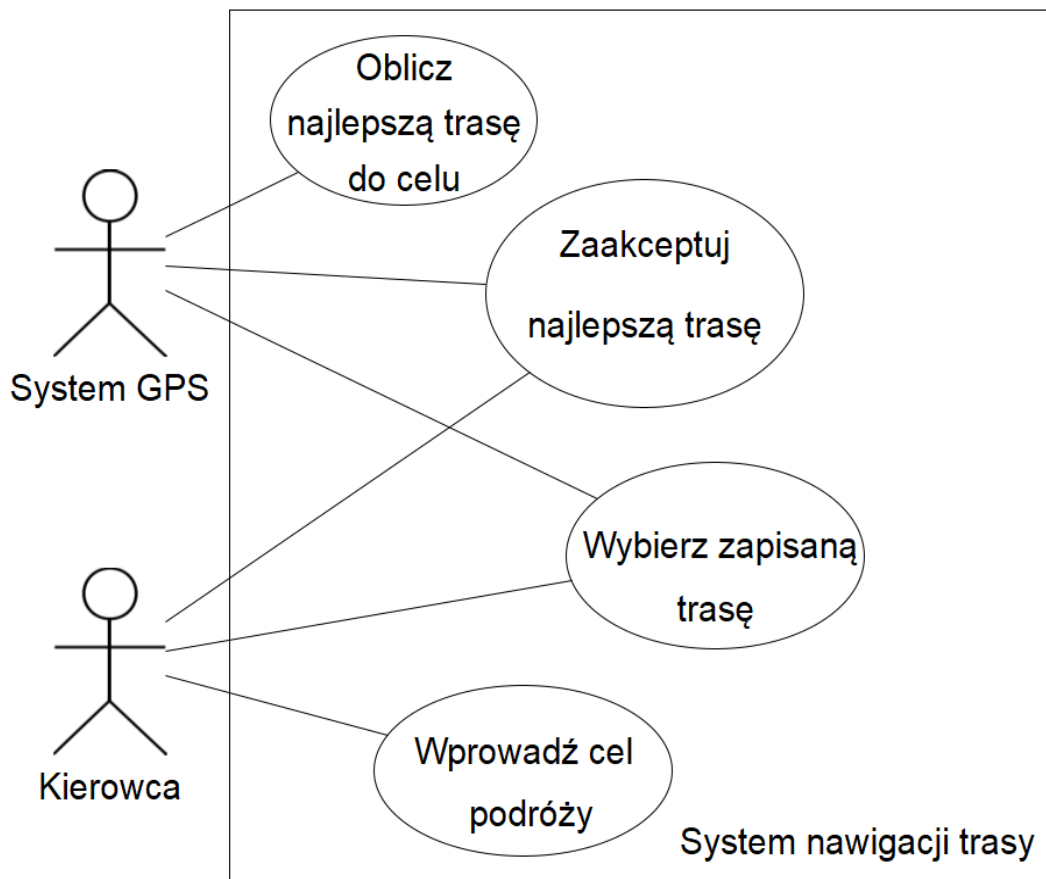 Oblicz
najlepszą trasę
do celu
Zaakceptuj
najlepszą trasę
System GPS
Wybierz zapisaną
trasę
Wprowadź cel
podróży
Kierowca
System nawigacji trasy